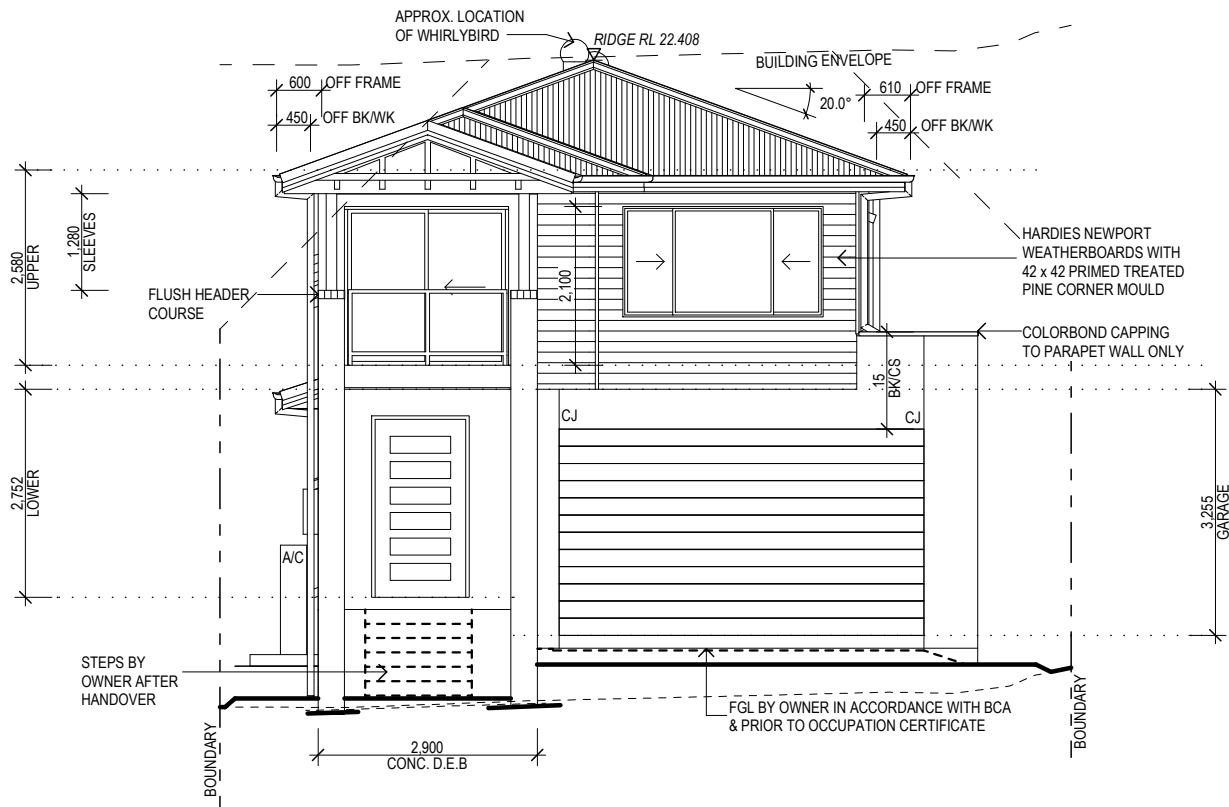 APPROX. LOCATION
OF WHIRLYBIRD
RIDGE RL 22.408
BUILDING ENVELOPE
600
OFF FRAME
450
OFF BK/WK
20.0°
610
OFF FRAME
450
OFF BK/WK
2,580
UPPER
1,280
SLEEVES
FLUSH HEADER
COURSE
2,100
HARDIES NEWPORT
WEATHERBOARDS WITH
42 x 42 PRIMED TREATED
PINE CORNER MOULD
COLORBOND CAPPING
TO PARAPET WALL ONLY
15
BK/CS
CJ
CJ
2,752
LOWER
3,255
GARAGE
A/C
STEPS BY
OWNER AFTER
HANDOVER
FGL BY OWNER IN ACCORDANCE WITH BCA
& PRIOR TO OCCUPATION CERTIFICATE
2,900
CONC. D.E.B
BOUNDARY
BOUNDARY